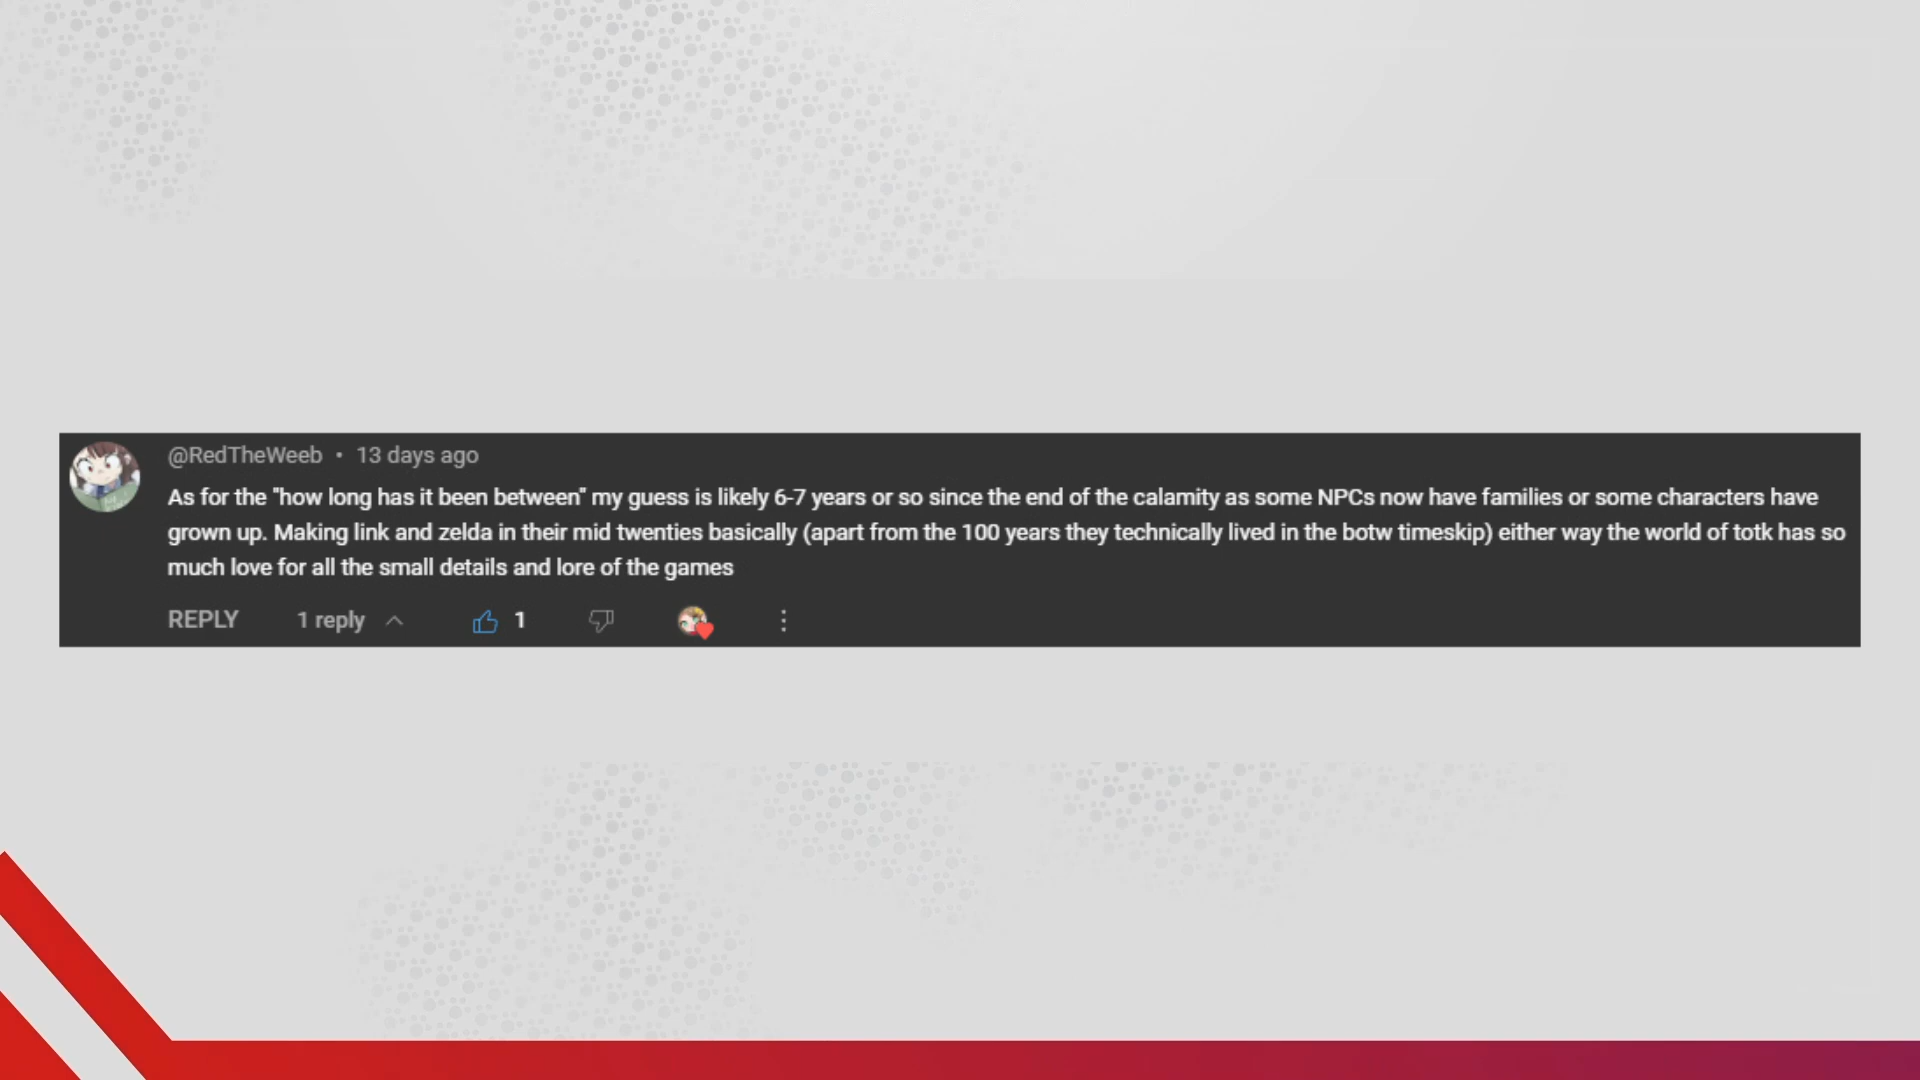 @RedTheWeeb • 13 days ago
As for the "how long has it been between" my guess is likely 6-7 years or so since the end of the calamity as some NPCs now have families or some characters have
grown up. Making link and zelda in their mid twenties basically (apart from the 100 years they technically lived in the botw timeskip) either way the world of totk has so
much love for all the small details and lore of the games
REPLY 1 reply 1